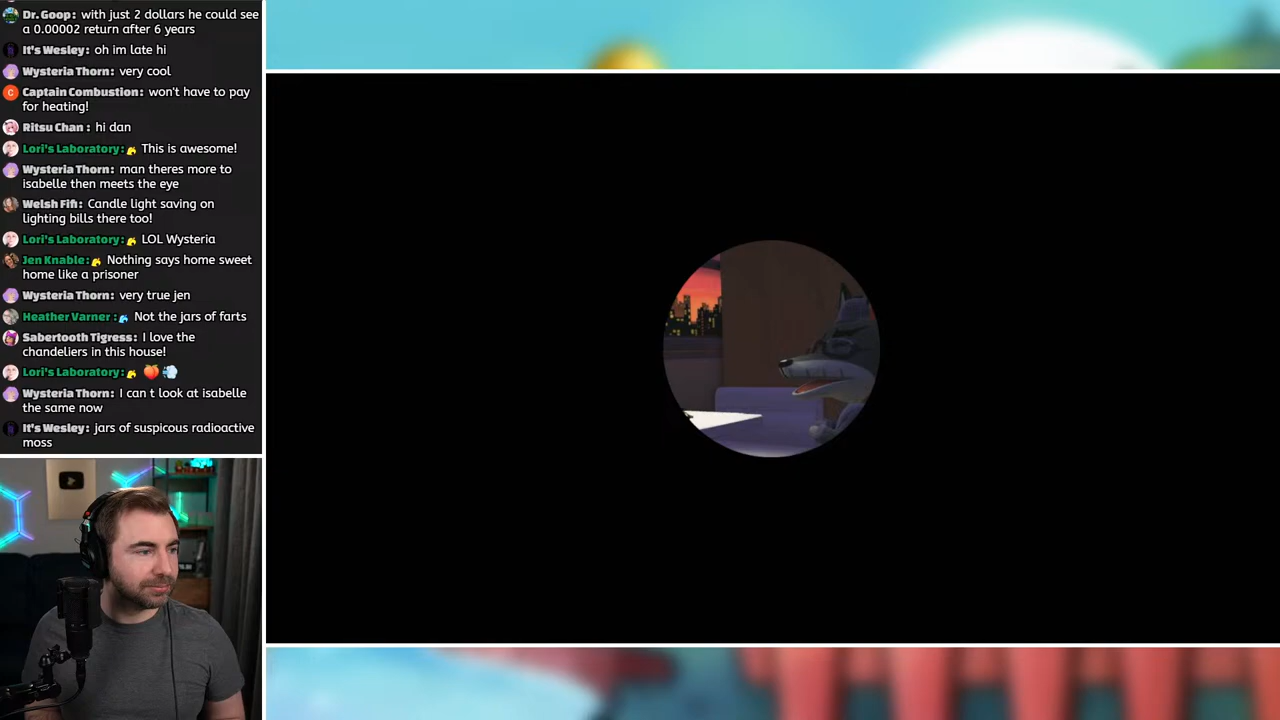 Dr. Goop: with just 2 dollars he could see
a 0.00002 return after 6 years
It's Wesley: oh im late hi
Wysteria Thorn: very cool
C Captain Combustion: won't have to pay
for heating!
Ritsu Chan : hi dan
Lori's Laboratory: This is awesome!
Wysteria Thorn: man theres more to
isabelle then meets the eye
Welsh Fifi: Candle light saving on
lighting bills there too!
Lori's Laboratory: LOL Wysteria
Jen Knable: Nothing says home sweet
home like a prisoner
Wysteria Thorn: very true jen
Heather Varner : Not the jars of farts
Sabertooth Tigress: I love the
chandeliers in this house!
Lori's Laboratory: 🍑💨
Wysteria Thorn: I can t look at isabelle
the same now
It's Wesley: jars of suspicous radioactive
moss